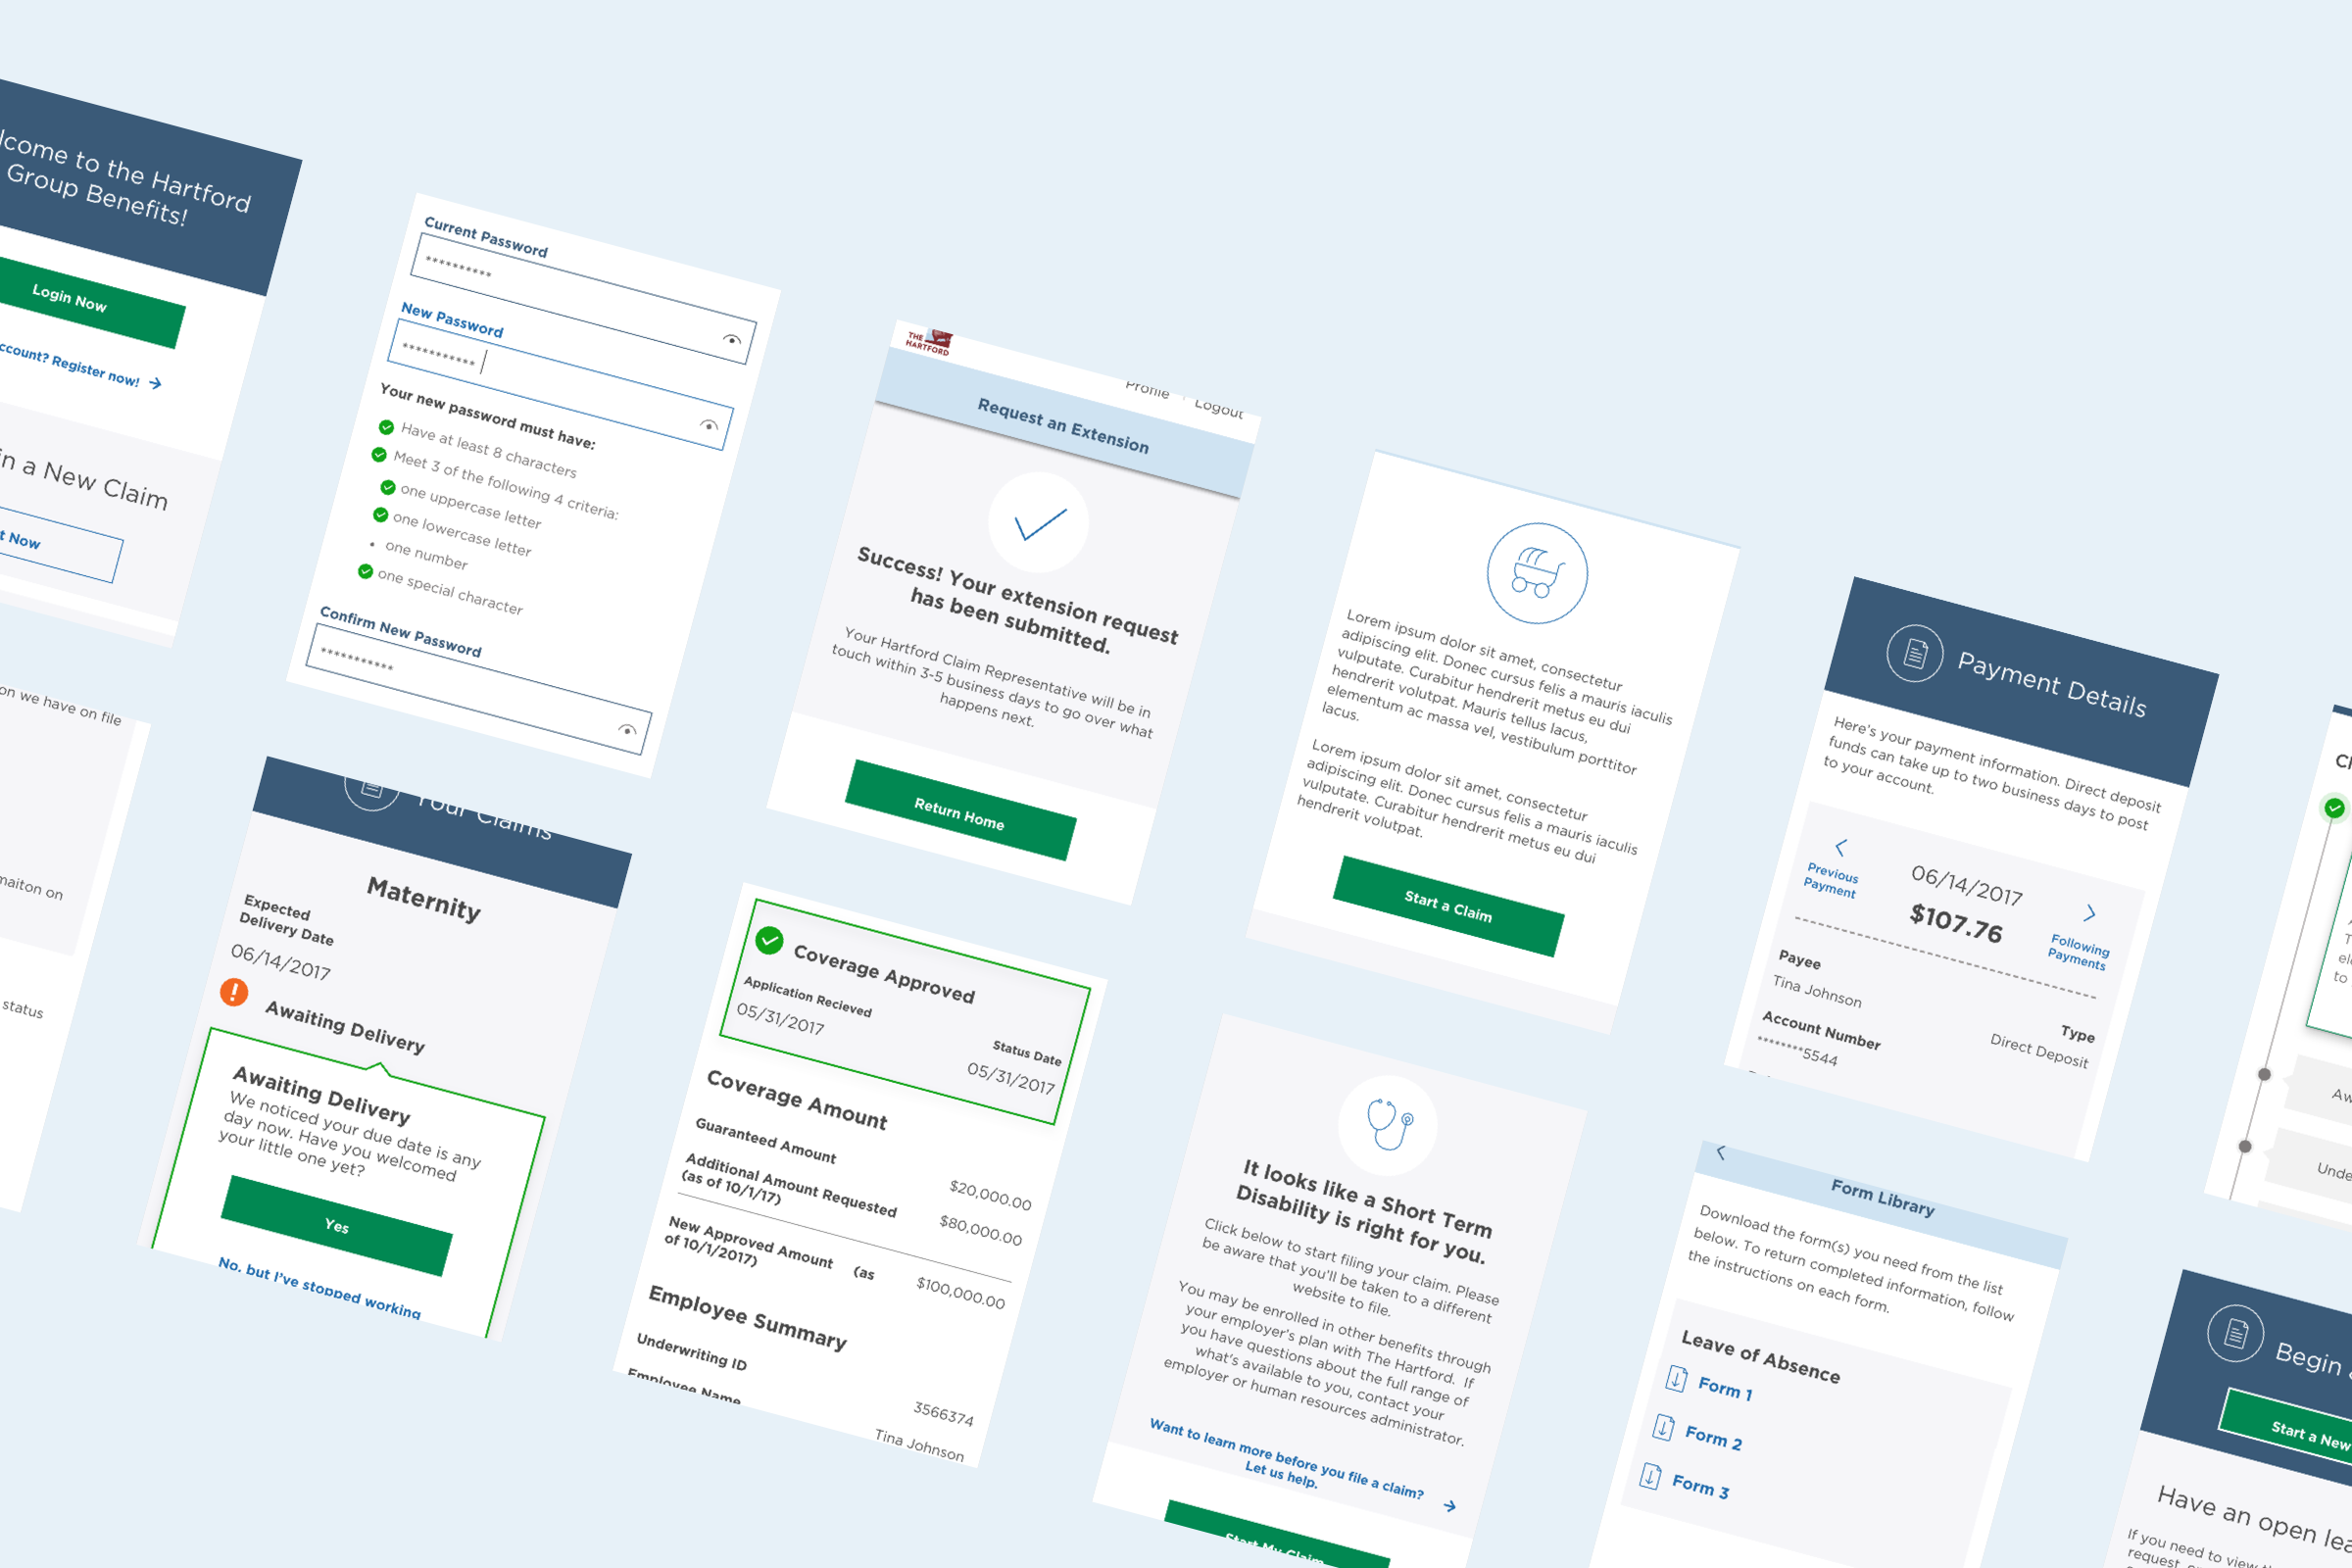 to the Hartford
Group Benefits!
Login Now
Register now!
a New Claim
Now
we have on file
on
status
Current Password
**********
New Password
***********
Your new password must have:
Have at least 8 characters
Meet 3 of the following 4 criteria:
one uppercase letter
one lowercase letter
one number
one special character
Confirm New Password
***********
Your Claims
Maternity
Expected
Delivery Date
06/14/2017
Awaiting Delivery
Awaiting Delivery
We noticed your due date is any
day now. Have you welcomed
your little one yet?
Yes
No, but I've stopped working
THE
HARTFORD
Profile
Logout
Request an Extension
Success! Your extension request
has been submitted.
Your Hartford Claim Representative will be in
touch within 3-5 business days to go over what
happens next.
Return Home
Coverage Approved
Application Recieved
05/31/2017
Status Date
05/31/2017
Coverage Amount
Guaranteed Amount
$20,000.00
Additional Amount Requested
(as of 10/1/17)
$80,000.00
New Approved Amount (as
of 10/1/2017)
$100,000.00
Employee Summary
Underwriting ID
3566374
Employee Name
Tina Johnson
Lorem ipsum dolor sit amet, consectetur
adipiscing elit. Donec cursus felis a mauris iaculis
vulputate. Curabitur hendrerit metus eu dui
hendrerit volutpat. Mauris tellus lacus,
elementum ac massa vel, vestibulum porttitor
lacus.
Lorem ipsum dolor sit amet, consectetur
adipiscing elit. Donec cursus felis a mauris iaculis
vulputate. Curabitur hendrerit metus eu dui
hendrerit volutpat.
Start a Claim
It looks like a Short Term
Disability is right for you.
Click below to start filing your claim. Please
be aware that you'll be taken to a different
website to file.
You may be enrolled in other benefits through
your employer's plan with The Hartford. If
you have questions about the full range of
what's available to you, contact your
employer or human resources administrator.
Want to learn more before you file a claim?
Let us help.
Start My Claim
Payment Details
Here's your payment information. Direct deposit
funds can take up to two business days to post
to your account.
Previous
Payment
06/14/2017
$107.76
Following
Payments
Payee
Tina Johnson
Type
Direct Deposit
Account Number
********5544
Form Library
Download the form(s) you need from the list
below. To return completed information, follow
the instructions on each form.
Leave of Absence
Form 1
Form 2
Form 3
to
Begin
Start a New
Have an open
If you need to view
request,